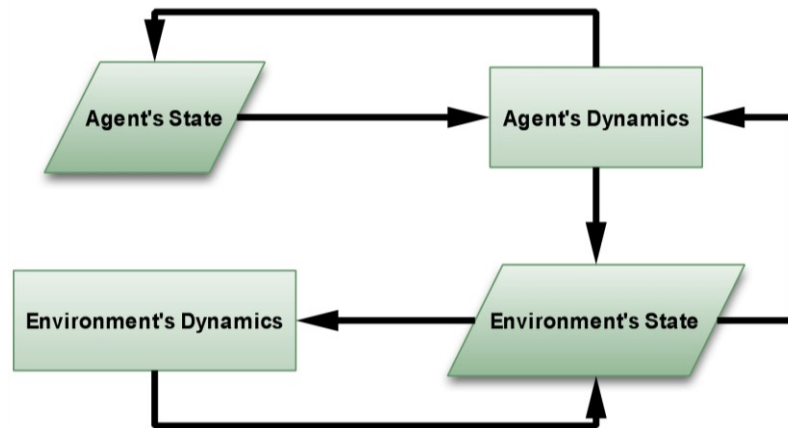 Agent's State
Agent's Dynamics
Environment's Dynamics
Environment's State